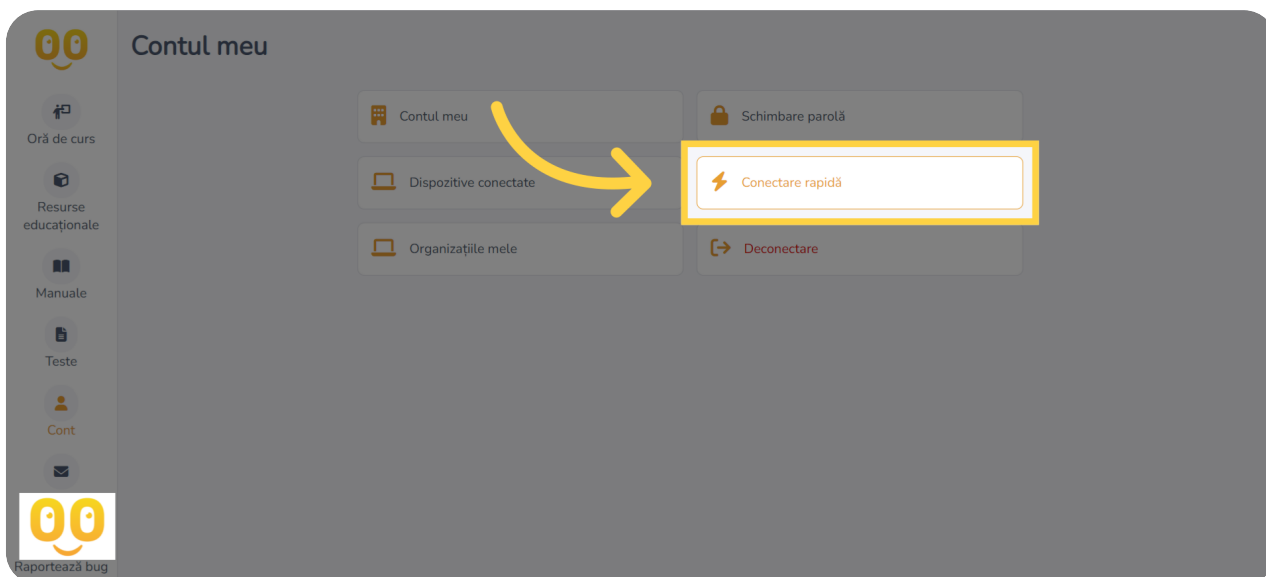 Contul meu
Oră de curs
Resurse
educaționale
Manuale
Teste
Cont
Raportează bug
Contul meu
Schimbare parolă
Dispozitive conectate
Conectare rapidă
Organizațiile mele
Deconectare